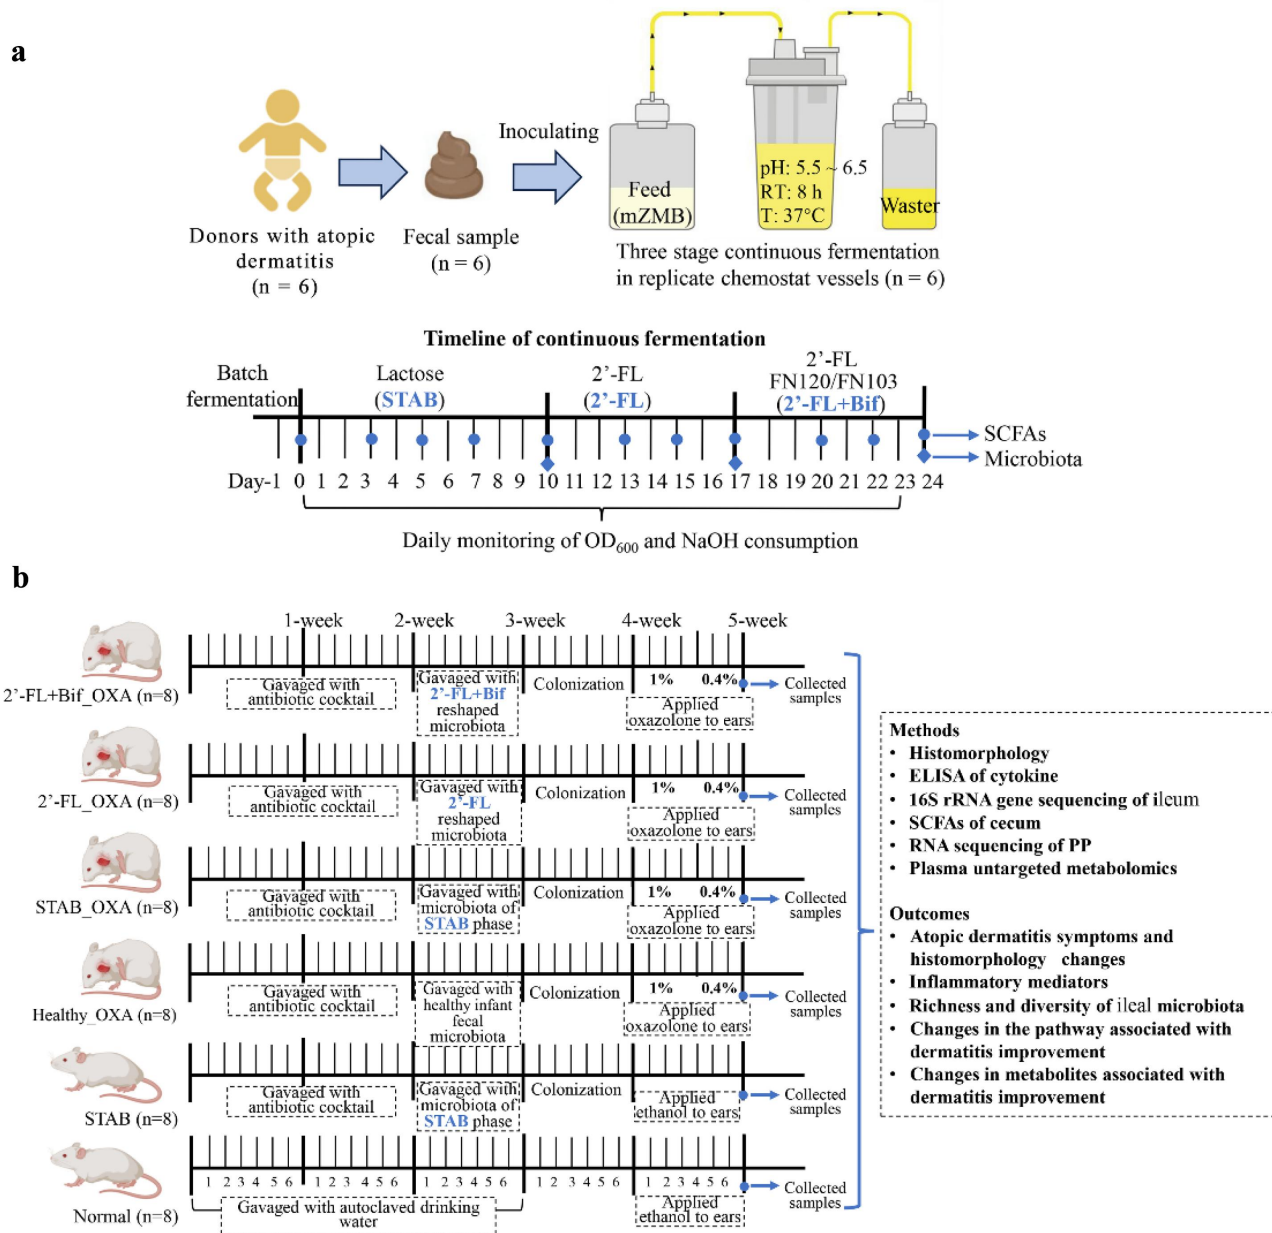 a
Inoculating
Donors with atopic
dermatitis
(n = 6)
Fecal sample
(n = 6)
Feed
(mZMB)
pH: 5.5 ~ 6.5
RT: 8 h
T: 37°C
Waster
Three stage continuous fermentation
in replicate chemostat vessels (n = 6)
Timeline of continuous fermentation
Batch
fermentation
Lactose
(STAB)
2’-FL
(2’-FL)
2’-FL
FN120/FN103
(2’-FL+Bif)
SCFAs
Microbiota
Day-1 0 1 2 3 4 5 6 7 8 9 10 11 12 13 14 15 16 17 18 19 20 21 22 23 24
Daily monitoring of OD600 and NaOH consumption
b
1-week 2-week 3-week 4-week 5-week
2’-FL+Bif_OXA (n=8)
Gavaged with
antibiotic cocktail
Gavaged with
2’-FL+Bif
reshaped
microbiota
Colonization
1% 0.4%
Applied
oxazolone to ears
Collected
samples
2’-FL_OXA (n=8)
Gavaged with
antibiotic cocktail
Gavaged with
2’-FL
reshaped
microbiota
Colonization
1% 0.4%
Applied
oxazolone to ears
Collected
samples
STAB_OXA (n=8)
Gavaged with
antibiotic cocktail
Gavaged with
microbiota of
STAB phase
Colonization
1% 0.4%
Applied
oxazolone to ears
Collected
samples
Healthy_OXA (n=8)
Gavaged with
antibiotic cocktail
Gavaged with
healthy infant
fecal
microbiota
Colonization
1% 0.4%
Applied
oxazolone to ears
Collected
samples
STAB (n=8)
Gavaged with
antibiotic cocktail
Gavaged with
microbiota of
STAB phase
Colonization
Applied
ethanol to ears
Collected
samples
Normal (n=8)
1 2 3 4 5 6 1 2 3 4 5 6 1 2 3 4 5 6 1 2 3 4 5 6 1 2 3 4 5 6
Gavaged with autoclaved drinking
water
Applied
ethanol to ears
Collected
samples
Methods
• Histomorphology
• ELISA of cytokine
• 16S rRNA gene sequencing of ileum
• SCFAs of cecum
• RNA sequencing of PP
• Plasma untargeted metabolomics
Outcomes
• Atopic dermatitis symptoms and
histomorphology changes
• Inflammatory mediators
• Richness and diversity of ileal microbiota
• Changes in the pathway associated with
dermatitis improvement
• Changes in metabolites associated with
dermatitis improvement